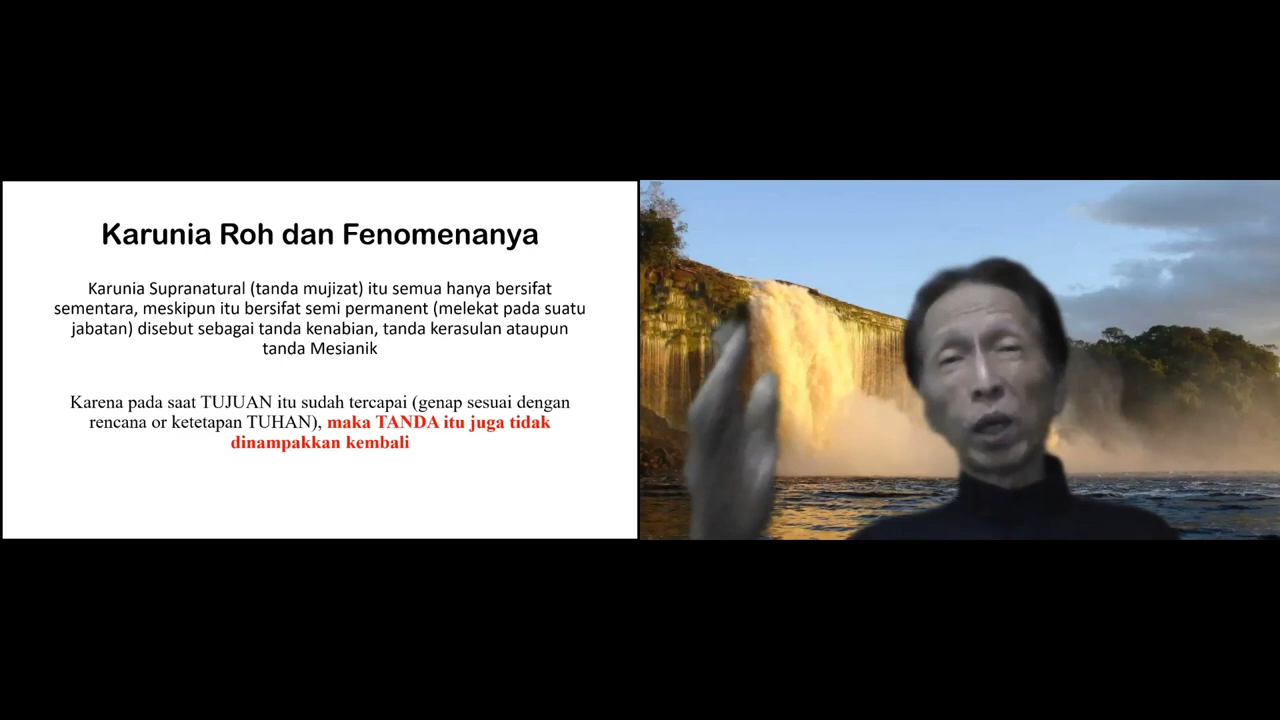 Karunia Roh dan Fenomenanya
Karunia Supranatural (tanda mujizat) itu semua hanya bersifat
sementara, meskipun itu bersifat semi permanent (melekat pada suatu
jabatan) disebut sebagai tanda kenabian, tanda kerasulan ataupun
tanda Mesianik
Karena pada saat TUJUAN itu sudah tercapai (genap sesuai dengan
rencana or ketetapan TUHAN), maka TANDA itu juga tidak
dinampakkan kembali